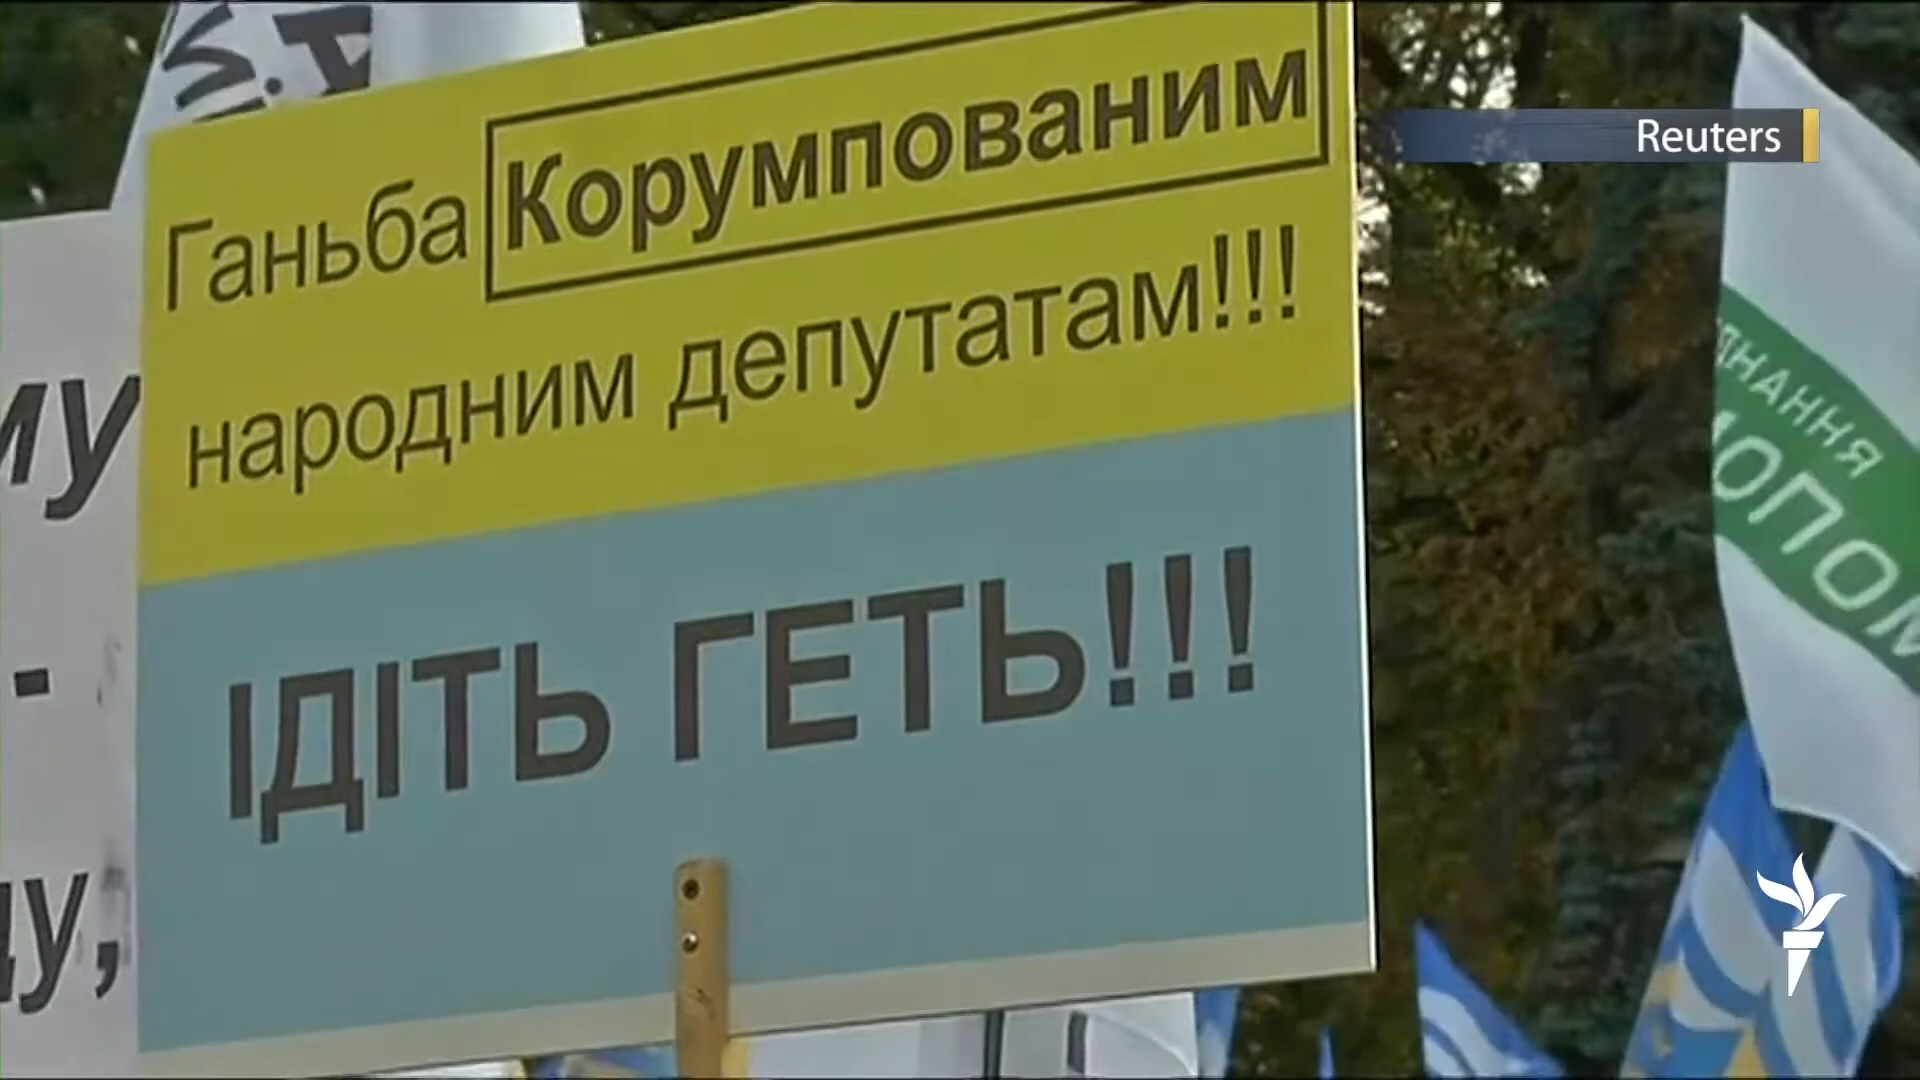 Ганьба Корумпованим
народним депутатам!!!
ІДІТЬ ГЕТЬ!!!
Reuters